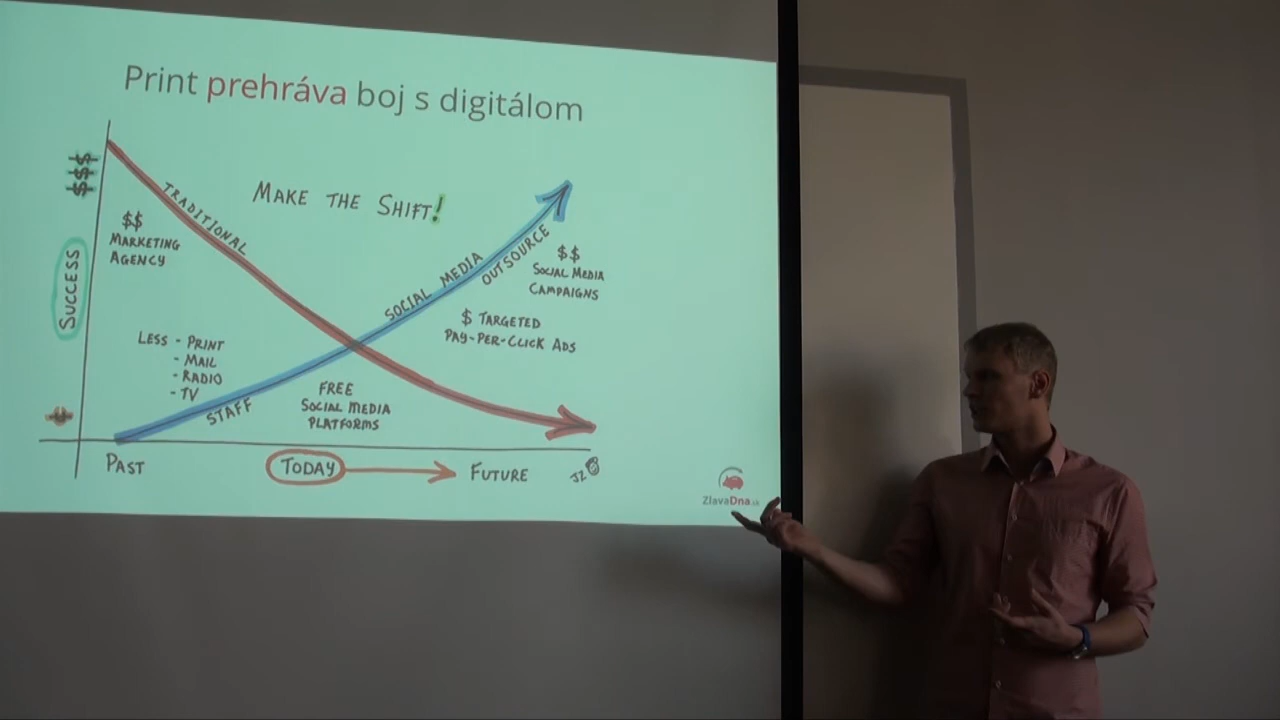 Print prehráva boj s digitálom
$$$
SUCCESS
TRADITIONAL
MAKE THE SHIFT!
$$
MARKETING
AGENCY
SOCIAL MEDIA
OUTSOURCE
$$
SOCIAL MEDIA
CAMPAIGNS
$ TARGETED
PAY-PER-CLICK ADS
LESS - PRINT
- MAIL
- RADIO
- TV
STAFF
FREE
SOCIAL MEDIA
PLATFORMS
PAST
TODAY
FUTURE
JZ
ZlavaDna.sk